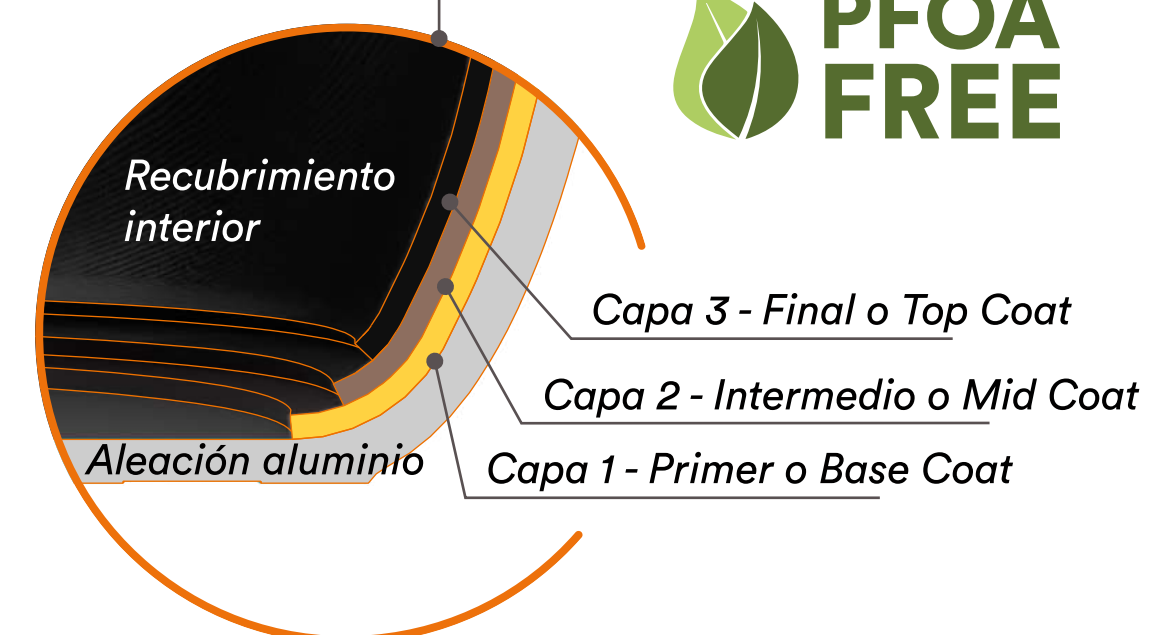 PFOA
FREE
Recubrimiento
interior
Capa 3 - Final o Top Coat
Capa 2 - Intermedio o Mid Coat
Aleación aluminio
Capa 1 - Primer o Base Coat